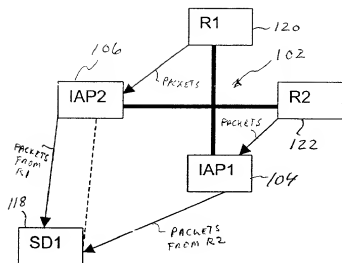 R1
120
106
PACKETS
102
IAP2
R2
PACKETS
122
IAP1
104
PACKETS
FROM
R1
118
SD1
PACKETS
FROM R2